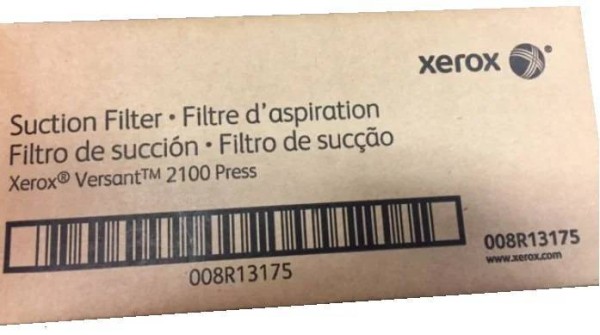 xerox
Suction Filter • Filtre d'aspiration
Filtro de succión • Filtro de sucção
Xerox® Versant™ 2100 Press
008R13175
008R13175
www.xerox.com